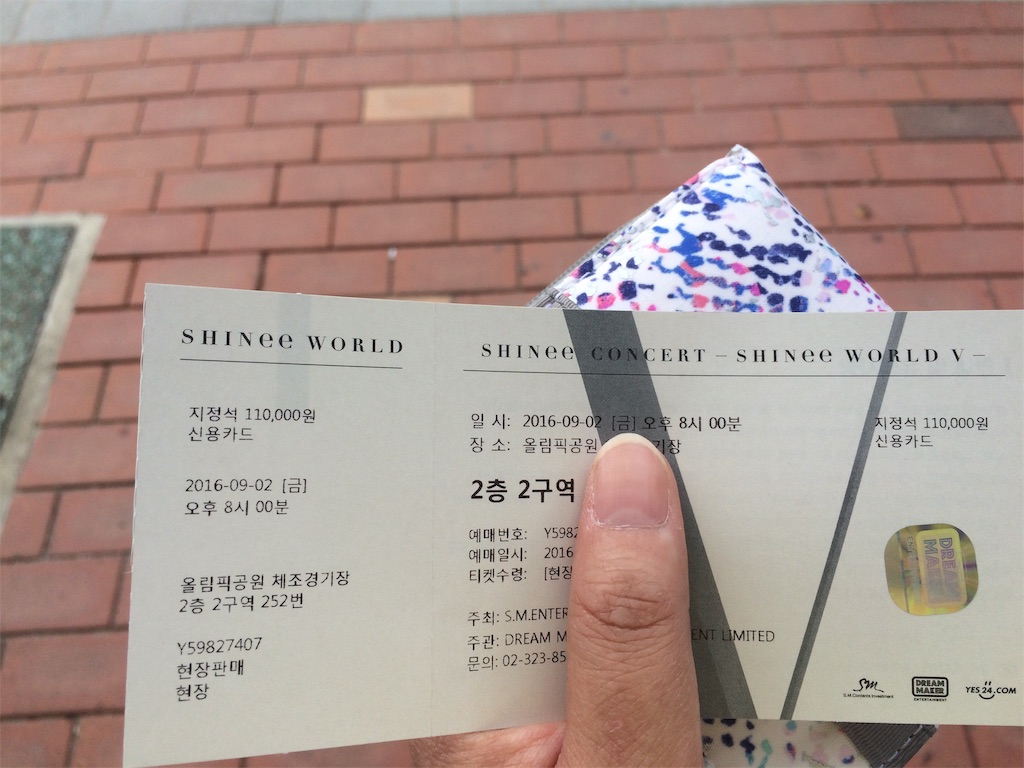 SHINee WORLD
지정석 110,000원
신용카드
2016-09-02 [금]
오후 8시 00분
올림픽공원 체조경기장
2층 2구역 252번
Y59827407
현장판매
현장
SHINee CONCERT – SHINee WORLD V –
일 시: 2016-09-02 [금] 오후 8시 00분
장 소: 올림픽공원 기장
2층 2구역
예매번호: Y5982
예매일시: 2016
티켓수령: [현장
주최: S.M.ENTER
주관: DREAM M ENT LIMITED
문의: 02-323-85
지정석 110,000원
신용카드
DREAM
MAKER
SM
S.M.Contents Investment
DREAM
MAKER
ENTERTAINMENT
YES24.COM